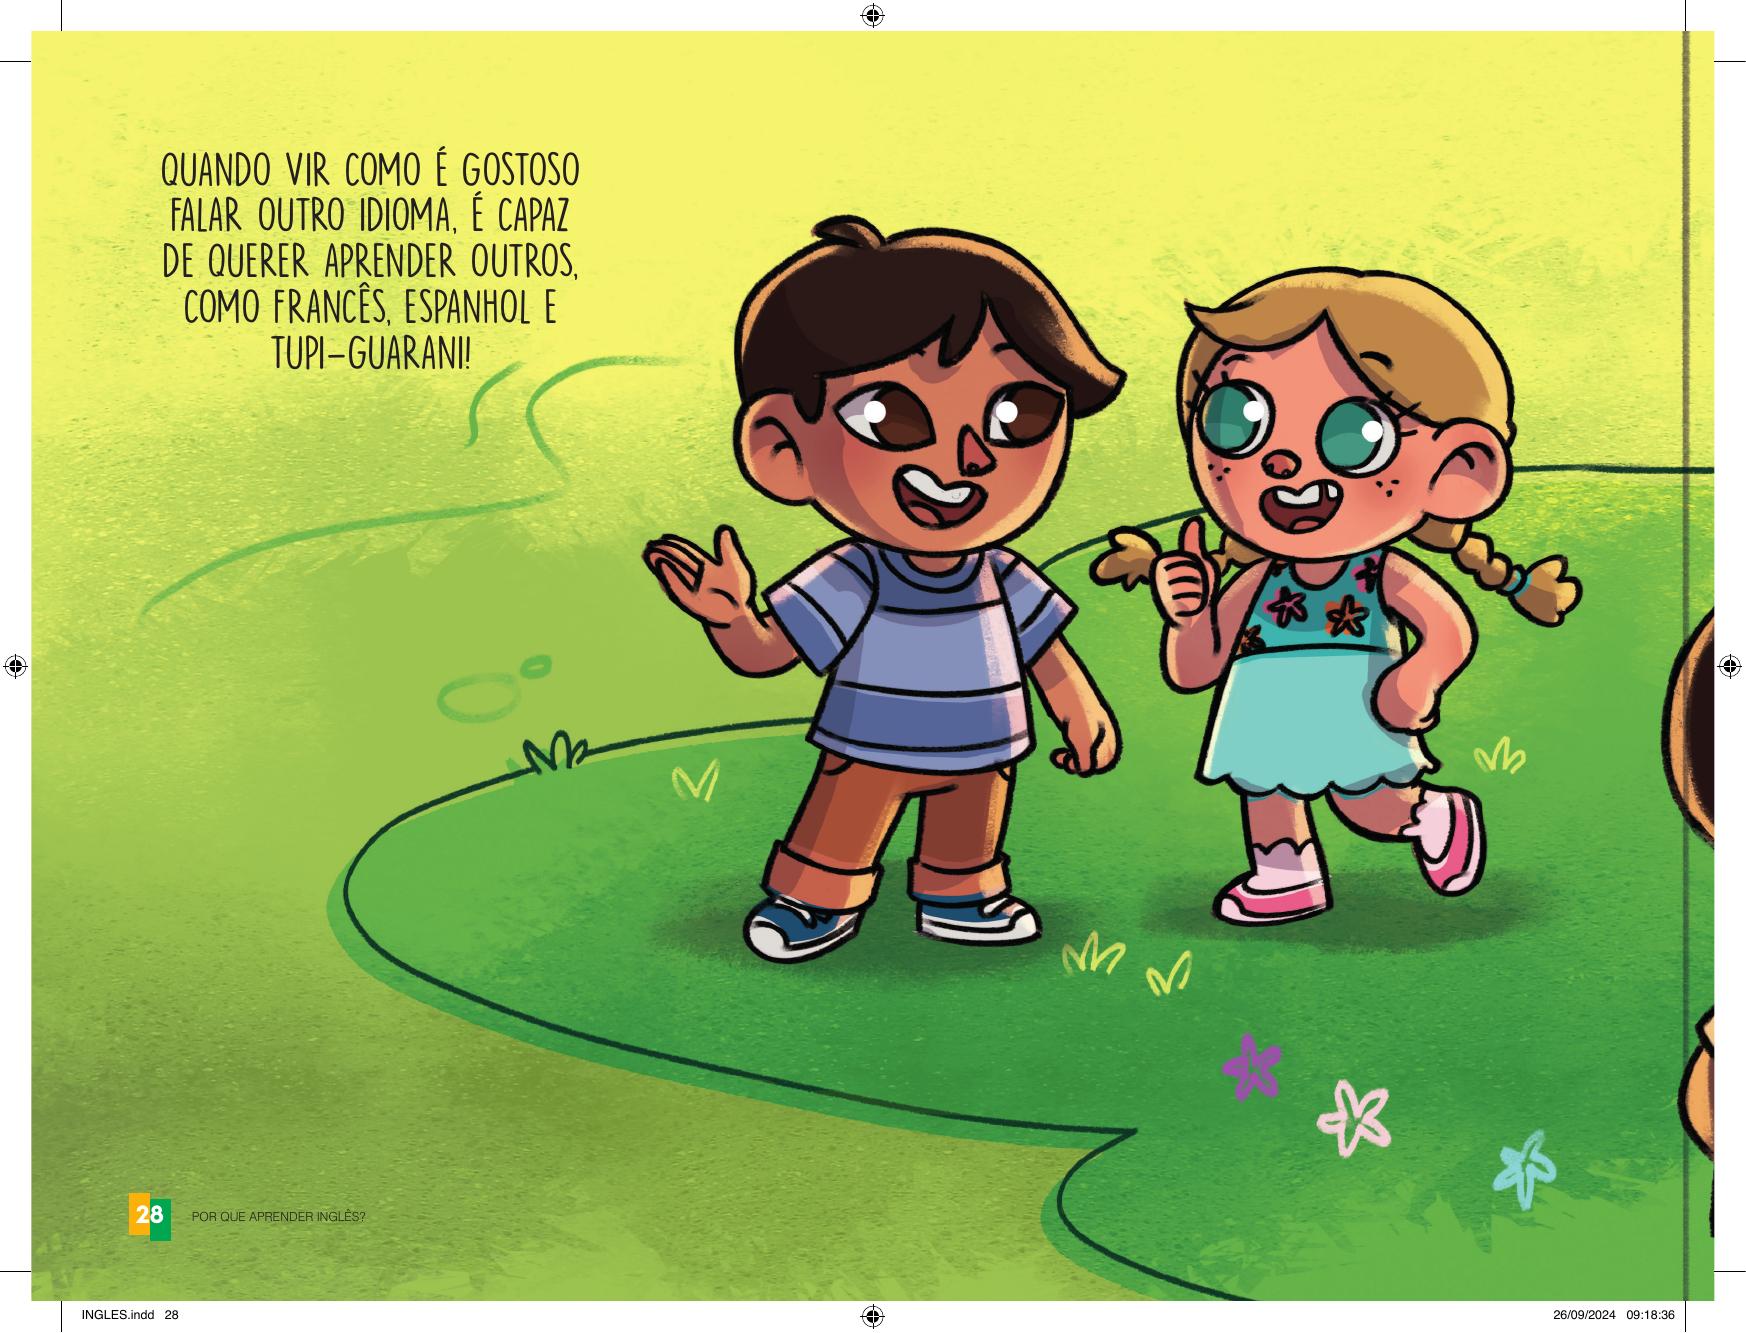 QUANDO VIR COMO É GOSTOSO
FALAR OUTRO IDIOMA, É CAPAZ
DE QUERER APRENDER OUTROS,
COMO FRANCÊS, ESPANHOL E
TUPI-GUARANI!
28 POR QUE APRENDER INGLÊS?
INGLES.indd 28 26/09/2024 09:18:36